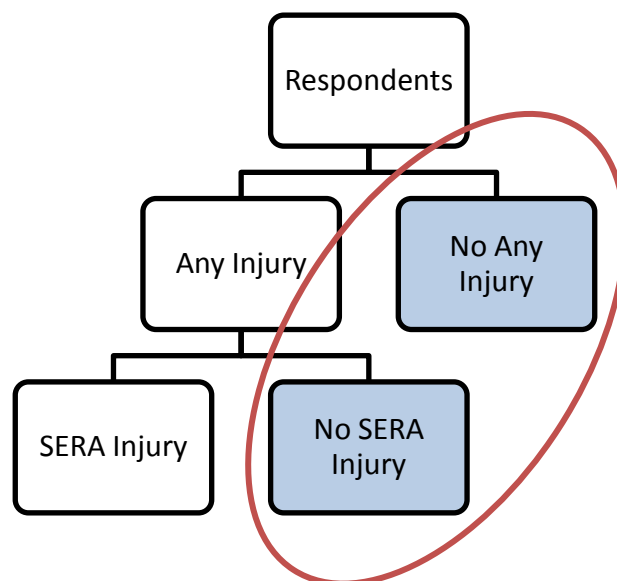 Respondents
Any Injury
No Any
Injury
SERA Injury
No SERA
Injury